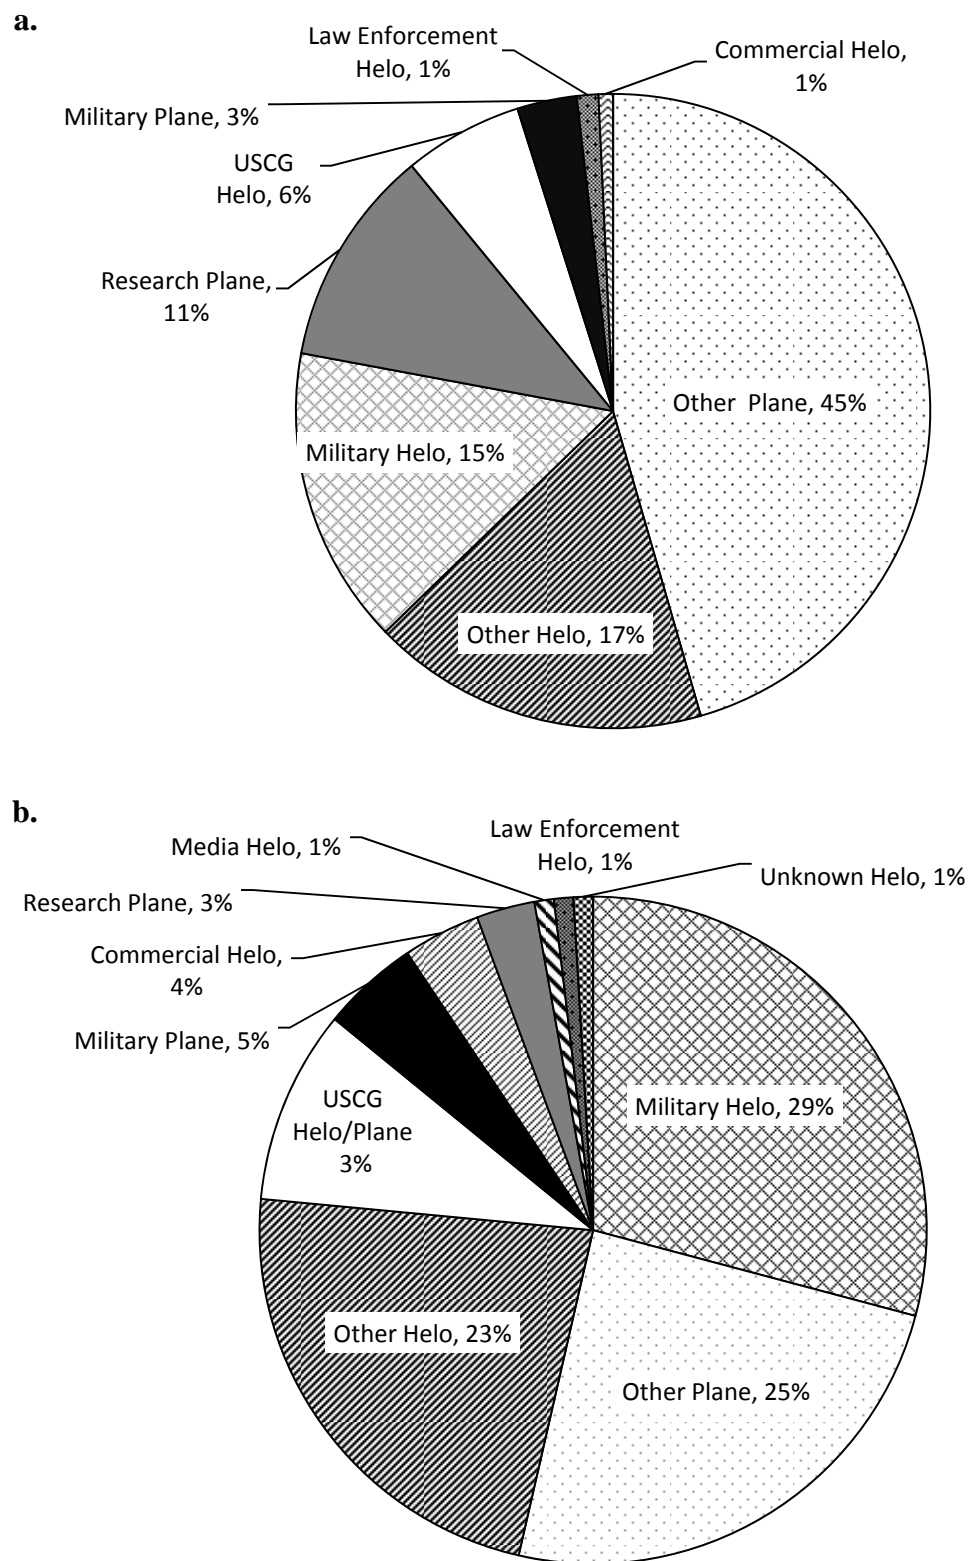 a.
Law Enforcement
Helo, 1%
Commercial Helo,
1%
Military Plane, 3%
USCG
Helo, 6%
Research Plane,
11%
Other  Plane, 45%
Military Helo, 15%
Other Helo, 17%
b.
Law Enforcement
Helo, 1%
Media Helo, 1%
Unknown Helo, 1%
Research Plane, 3%
Commercial Helo,
4%
Military Plane, 5%
USCG
Helo/Plane
3%
Military Helo, 29%
Other Helo, 23%
Other Plane, 25%